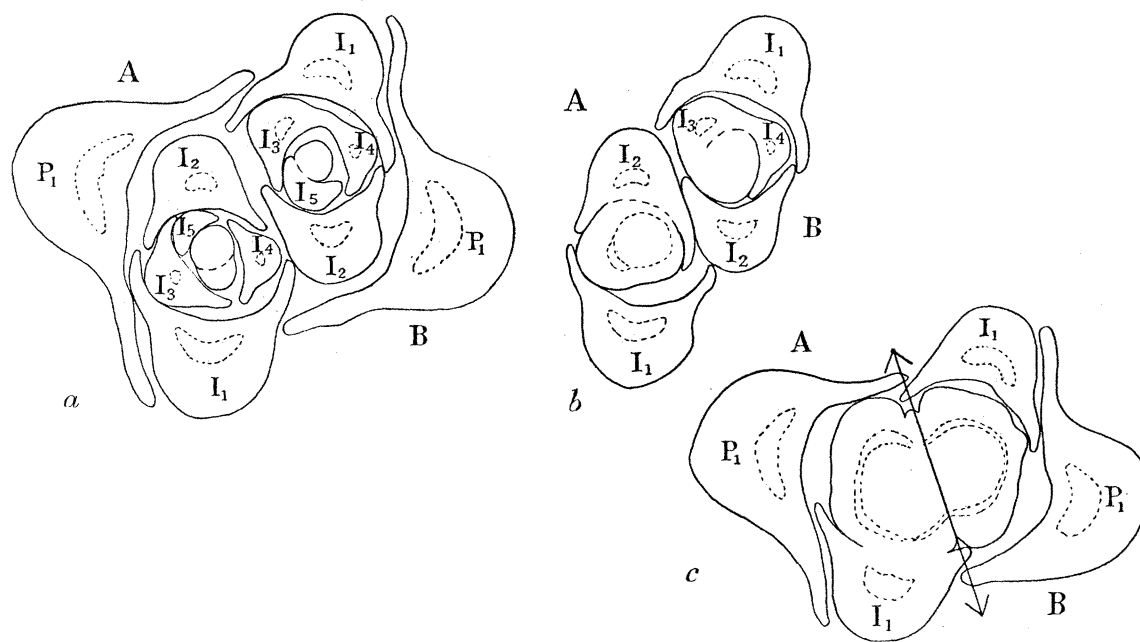 A
I₁
P₁
I₂
I₃
I₄
I₅
I₅
I₄
I₃
I₂
P₁
I₁
B
a
A
I₁
I₃
I₄
I₂
I₂
B
I₁
b
A
I₁
P₁
P₁
I₁
B
c